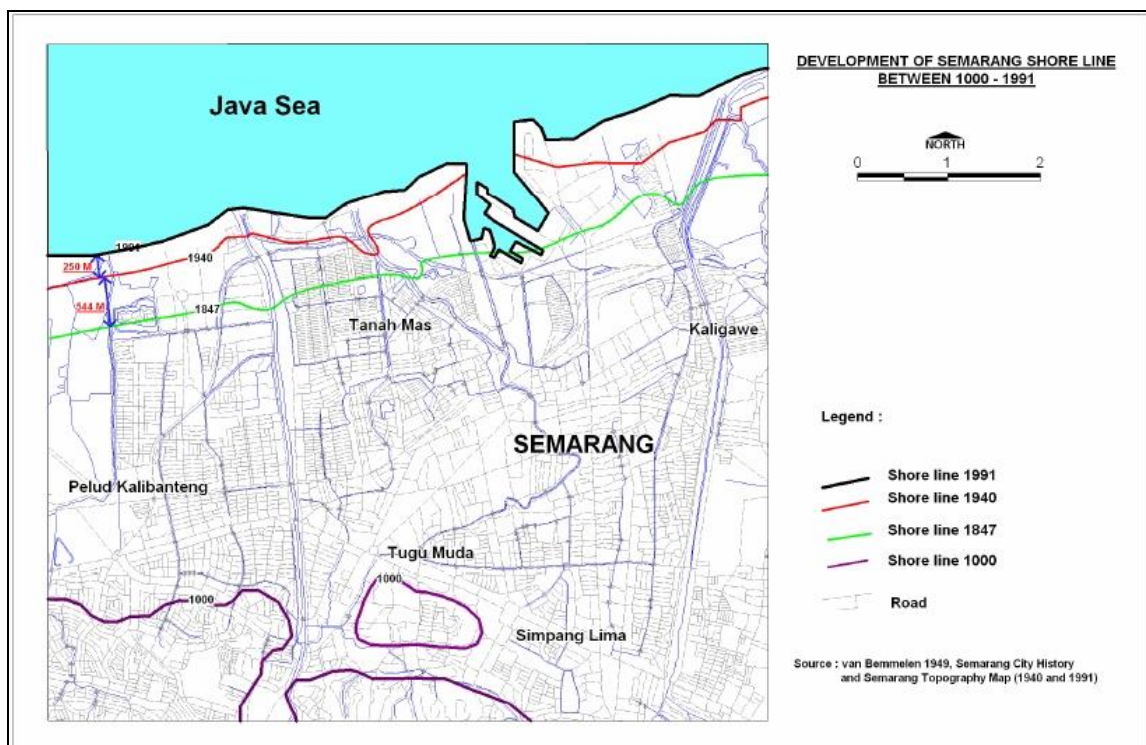 DEVELOPMENT OF SEMARANG SHORE LINE
BETWEEN 1000 - 1991
NORTH
0 1 2
Java Sea
1991
1940
250 M
544 M
1847
Tanah Mas
Kaligawe
SEMARANG
Pelud Kalibanteng
Tugu Muda
1000
1000
Simpang Lima
Legend :
Shore line 1991
Shore line 1940
Shore line 1847
Shore line 1000
Road
Source : van Bemmelen 1949, Semarang City History
and Semarang Topography Map (1940 and 1991)